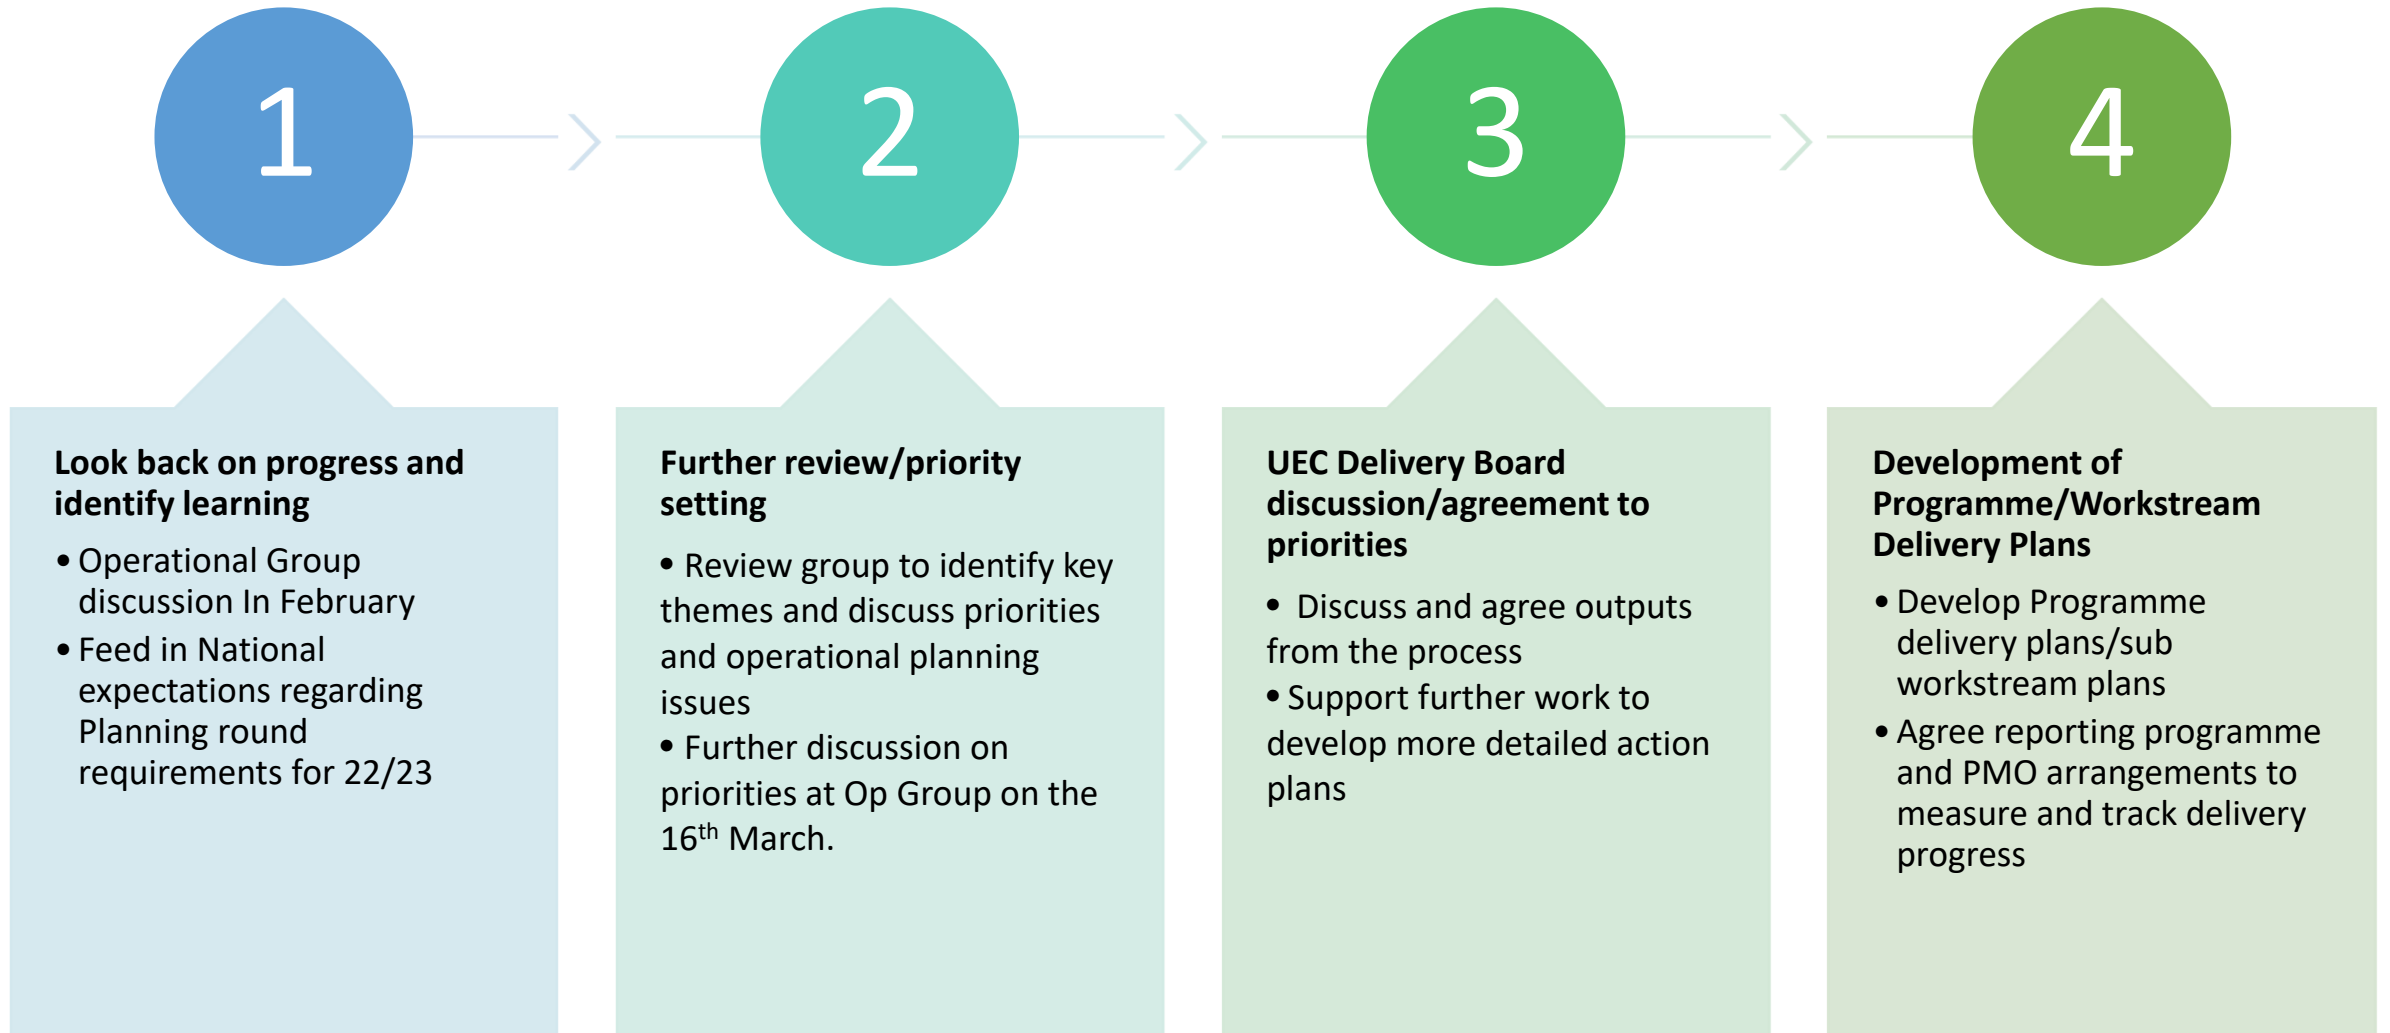 1
2
3
4
Look back on progress and
identify learning
• Operational Group
discussion In February
• Feed in National
expectations regarding
Planning round
requirements for 22/23
Further review/priority
setting
• Review group to identify key
themes and discuss priorities
and operational planning
issues
• Further discussion on
priorities at Op Group on the
16th March.
UEC Delivery Board
discussion/agreement to
priorities
• Discuss and agree outputs
from the process
• Support further work to
develop more detailed action
plans
Development of
Programme/Workstream
Delivery Plans
• Develop Programme
delivery plans/sub
workstream plans
• Agree reporting programme
and PMO arrangements to
measure and track delivery
progress